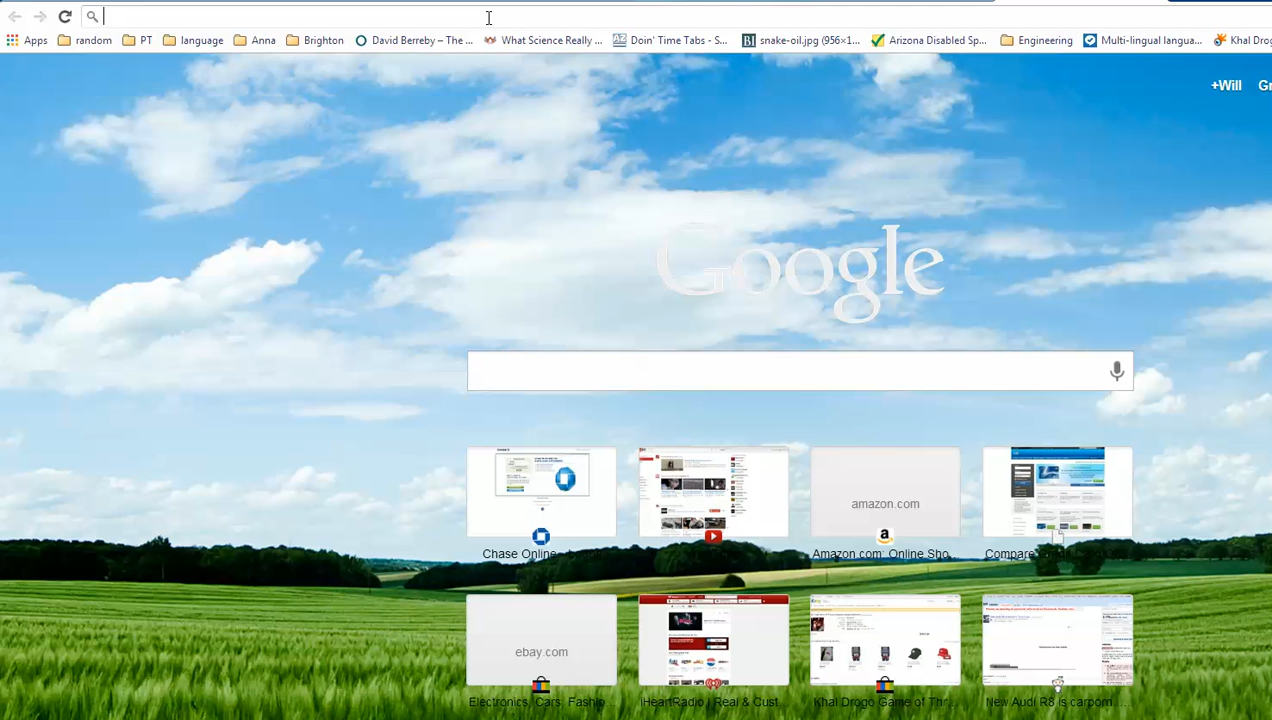 Apps random PT language Anna Brighton David Berreby – The ... What Science Really ... Doin' Time Tabs - S... BI snake-oil.jpg (956×1... Arizona Disabled Sp... Engineering Multi-lingual langua... Khal Drog
+Will Gr
Google
amazon.com
Chase Online Amazon.com: Online Sho... Compare
ebay.com
Electronics, Cars, Fashio... iHeartRadio | Real & Cust... Khal Drogo Game of Thr... New Audi R8 is carporn ...